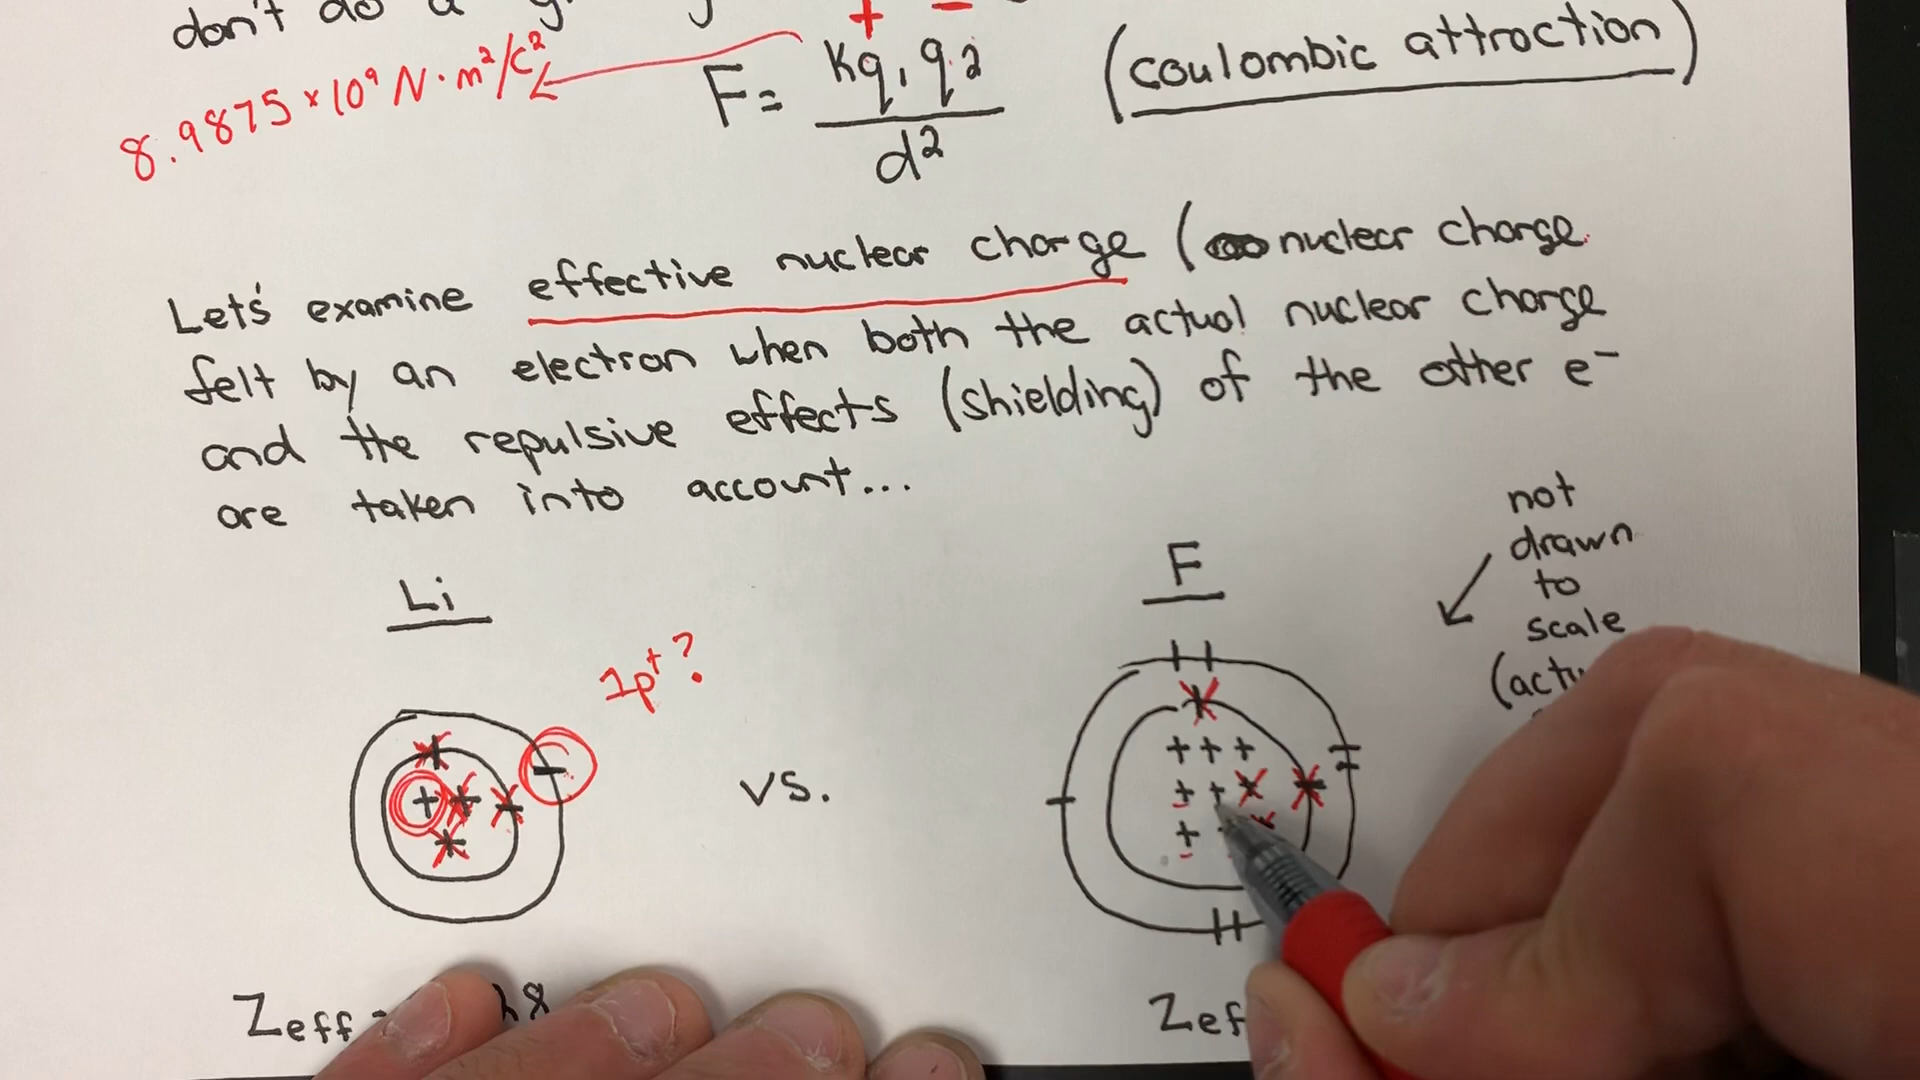 don't do a
+ -
8.9875 × 10⁹ N·m²/C²
F = kq₁q₂ / d²
(coulombic attraction)
Let's examine effective nuclear charge (nuclear charge
felt by an electron when both the actual nuclear charge
and the repulsive effects (shielding) of the other e⁻
are taken into account...
Li
1p⁺?
vs.
F
+ + +
+ +
+
not
drawn
to
scale
Zeff
Zef